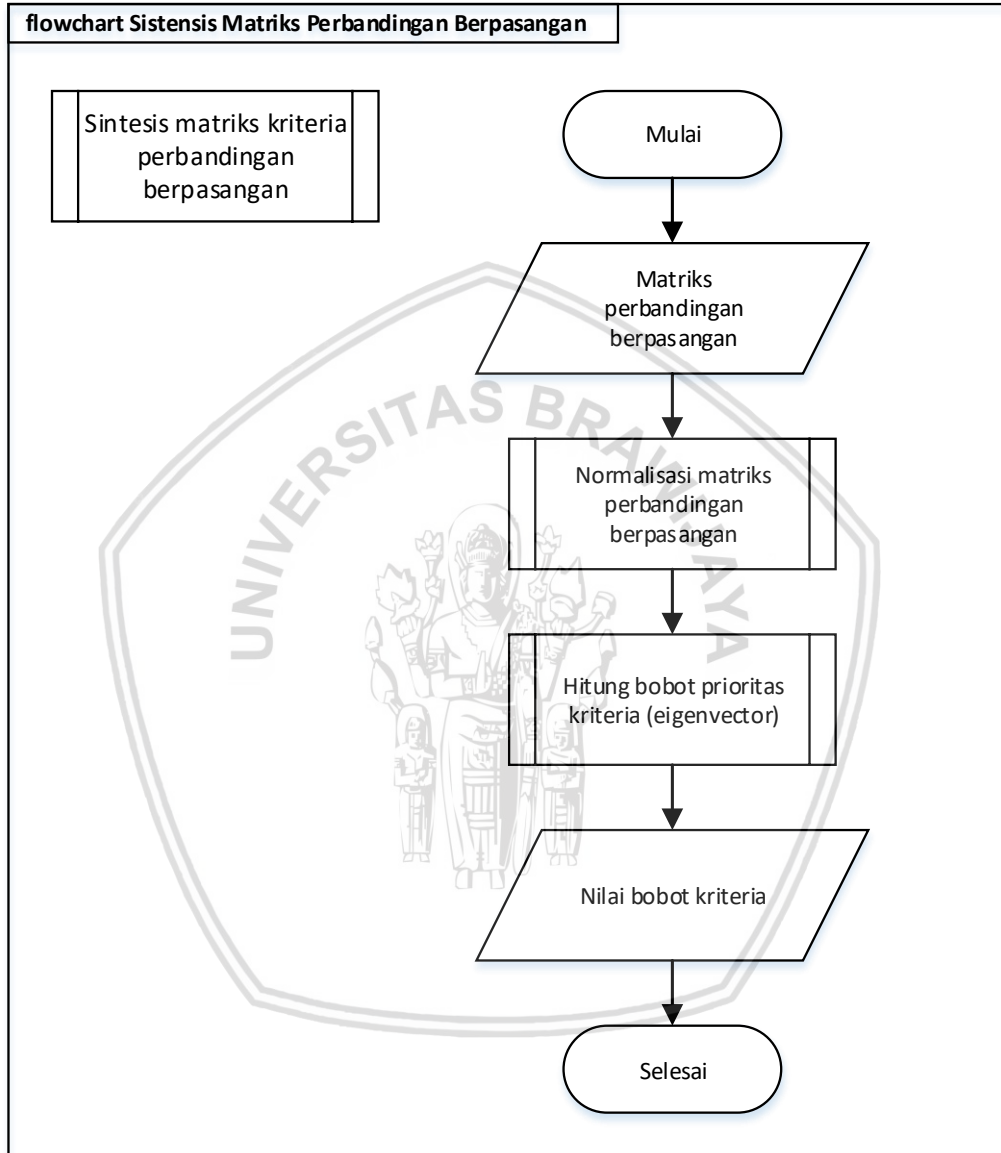 flowchart Sistensis Matriks Perbandingan Berpasangan
Sintesis matriks kriteria
perbandingan
berpasangan
Mulai
Matriks
perbandingan
berpasangan
UNIVERSITAS BRAWIJAYA
Normalisasi matriks
perbandingan
berpasangan
Hitung bobot prioritas
kriteria (eigenvector)
Nilai bobot kriteria
Selesai